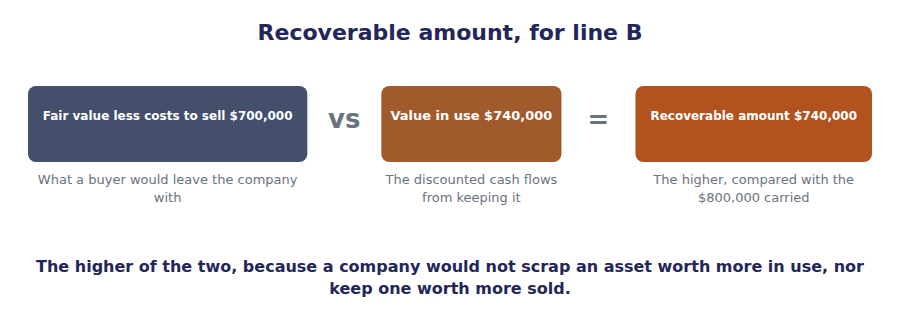 Recoverable amount, for line B
Fair value less costs to sell $700,000
vs
Value in use $740,000
=
Recoverable amount $740,000
What a buyer would leave the company
with
The discounted cash flows
from keeping it
The higher, compared with the
$800,000 carried
The higher of the two, because a company would not scrap an asset worth more in use, nor
keep one worth more sold.